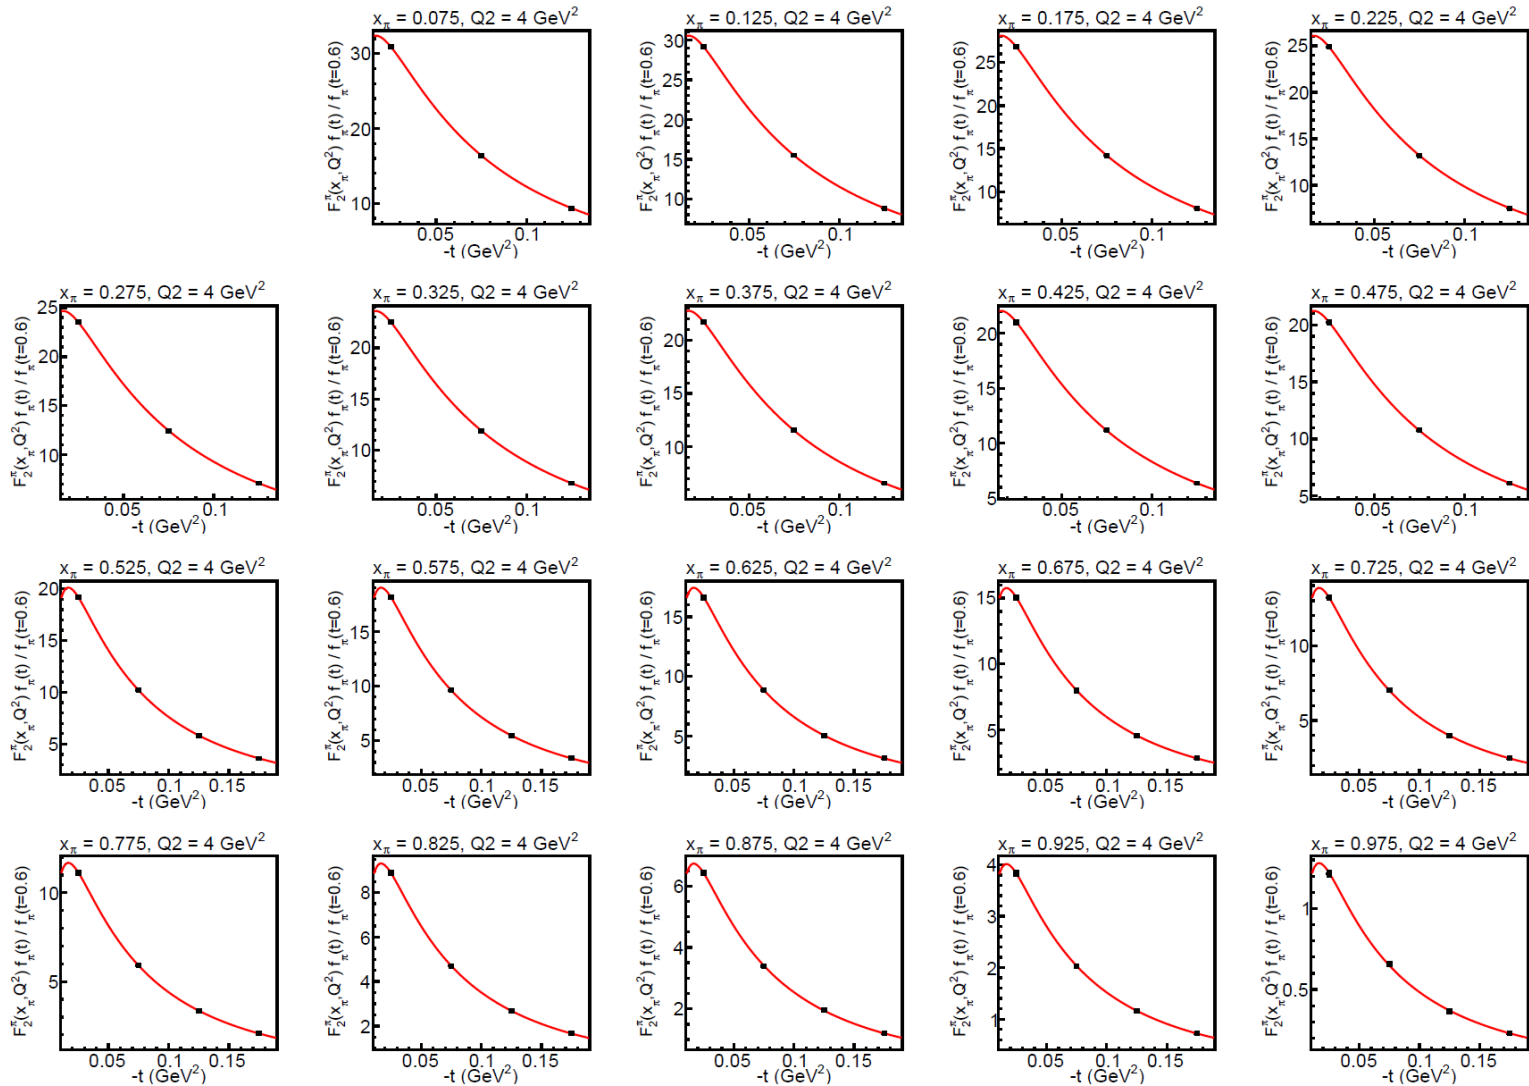 x_π = 0.075, Q2 = 4 GeV²
F₂^π(x_π,Q²) f_π(t) / f_π(t=0.6)
30
20
10
0.05 0.1
-t (GeV²)
x_π = 0.125, Q2 = 4 GeV²
F₂^π(x_π,Q²) f_π(t) / f_π(t=0.6)
30
25
20
15
10
0.05 0.1
-t (GeV²)
x_π = 0.175, Q2 = 4 GeV²
F₂^π(x_π,Q²) f_π(t) / f_π(t=0.6)
25
20
15
10
0.05 0.1
-t (GeV²)
x_π = 0.225, Q2 = 4 GeV²
F₂^π(x_π,Q²) f_π(t) / f_π(t=0.6)
25
20
15
10
0.05 0.1
-t (GeV²)
x_π = 0.275, Q2 = 4 GeV²
F₂^π(x_π,Q²) f_π(t) / f_π(t=0.6)
25
20
15
10
0.05 0.1
-t (GeV²)
x_π = 0.325, Q2 = 4 GeV²
F₂^π(x_π,Q²) f_π(t) / f_π(t=0.6)
20
15
10
0.05 0.1
-t (GeV²)
x_π = 0.375, Q2 = 4 GeV²
F₂^π(x_π,Q²) f_π(t) / f_π(t=0.6)
20
15
10
0.05 0.1
-t (GeV²)
x_π = 0.425, Q2 = 4 GeV²
F₂^π(x_π,Q²) f_π(t) / f_π(t=0.6)
20
15
10
5
0.05 0.1
-t (GeV²)
x_π = 0.475, Q2 = 4 GeV²
F₂^π(x_π,Q²) f_π(t) / f_π(t=0.6)
20
15
10
5
0.05 0.1
-t (GeV²)
x_π = 0.525, Q2 = 4 GeV²
F₂^π(x_π,Q²) f_π(t) / f_π(t=0.6)
20
15
10
5
0.05 0.1 0.15
-t (GeV²)
x_π = 0.575, Q2 = 4 GeV²
F₂^π(x_π,Q²) f_π(t) / f_π(t=0.6)
15
10
5
0.05 0.1 0.15
-t (GeV²)
x_π = 0.625, Q2 = 4 GeV²
F₂^π(x_π,Q²) f_π(t) / f_π(t=0.6)
15
10
5
0.05 0.1 0.15
-t (GeV²)
x_π = 0.675, Q2 = 4 GeV²
F₂^π(x_π,Q²) f_π(t) / f_π(t=0.6)
15
10
5
0.05 0.1 0.15
-t (GeV²)
x_π = 0.725, Q2 = 4 GeV²
F₂^π(x_π,Q²) f_π(t) / f_π(t=0.6)
5
0.05 0.1 0.15
-t (GeV²)
x_π = 0.775, Q2 = 4 GeV²
F₂^π(x_π,Q²) f_π(t) / f_π(t=0.6)
10
5
0.05 0.1 0.15
-t (GeV²)
x_π = 0.825, Q2 = 4 GeV²
F₂^π(x_π,Q²) f_π(t) / f_π(t=0.6)
8
6
4
2
0.05 0.1 0.15
-t (GeV²)
x_π = 0.875, Q2 = 4 GeV²
F₂^π(x_π,Q²) f_π(t) / f_π(t=0.6)
6
4
2
0.05 0.1 0.15
-t (GeV²)
x_π = 0.925, Q2 = 4 GeV²
F₂^π(x_π,Q²) f_π(t) / f_π(t=0.6)
4
3
2
1
0.05 0.1 0.15
-t (GeV²)
x_π = 0.975, Q2 = 4 GeV²
F₂^π(x_π,Q²) f_π(t) / f_π(t=0.6)
1
0.5
0.05 0.1 0.15
-t (GeV²)